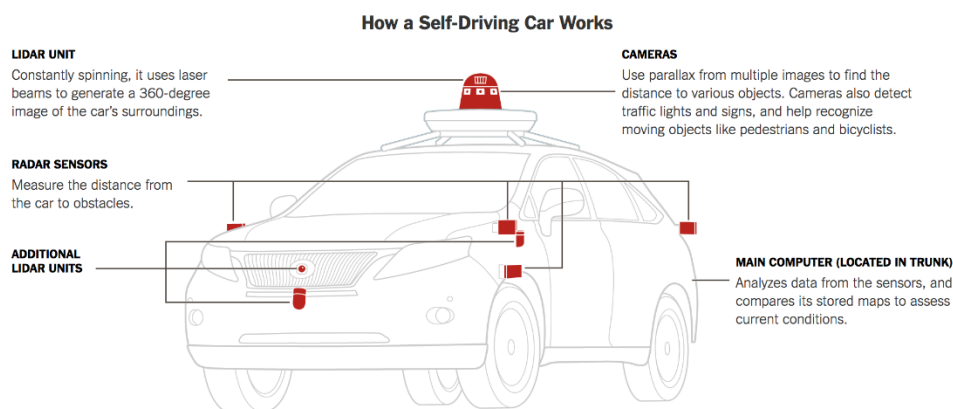 How a Self-Driving Car Works
LIDAR UNIT
Constantly spinning, it uses laser
beams to generate a 360-degree
image of the car's surroundings.
CAMERAS
Use parallax from multiple images to find the
distance to various objects. Cameras also detect
traffic lights and signs, and help recognize
moving objects like pedestrians and bicyclists.
RADAR SENSORS
Measure the distance from
the car to obstacles.
ADDITIONAL
LIDAR UNITS
MAIN COMPUTER (LOCATED IN TRUNK)
Analyzes data from the sensors, and
compares its stored maps to assess
current conditions.